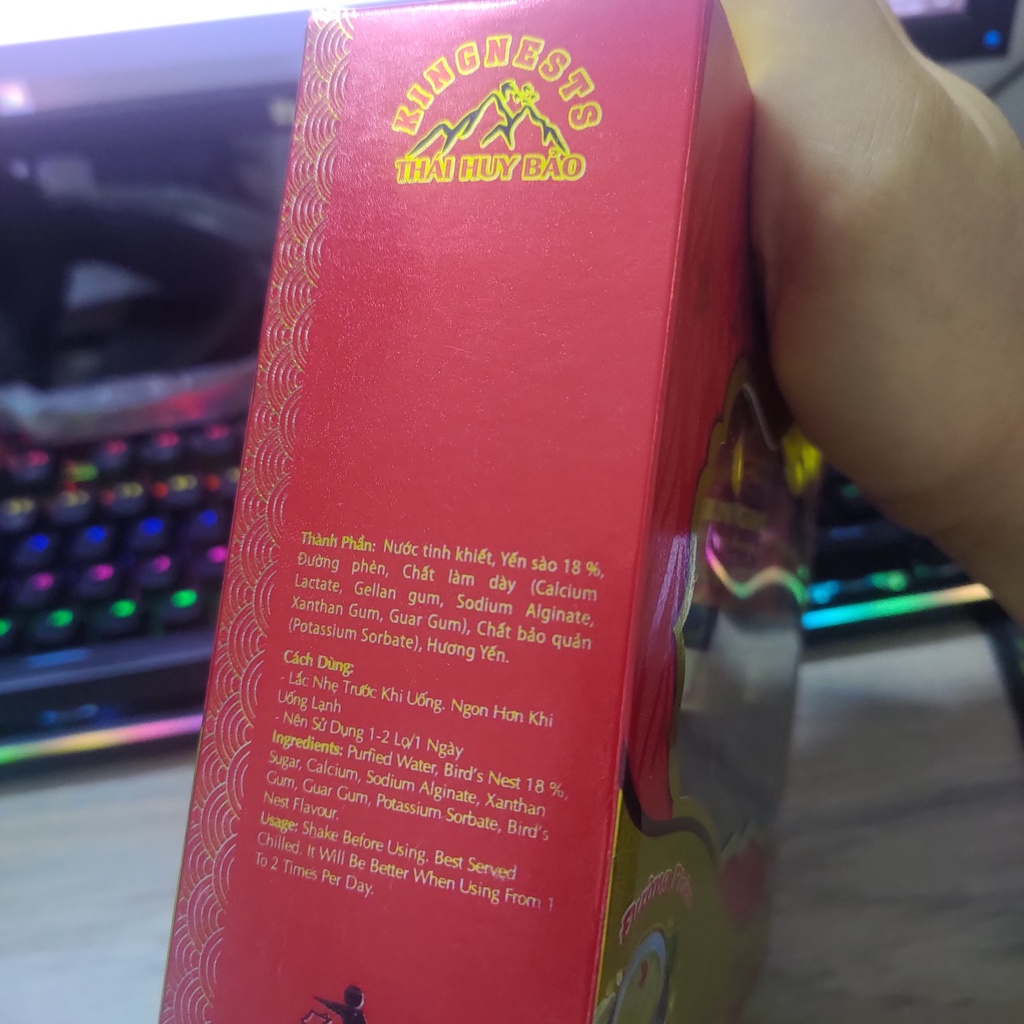 KINGNESTS
THÁI HUY BẢO
Thành Phần: Nước tinh khiết, Yến sào 18 %,
Đường phèn, Chất làm dày (Calcium
Lactate, Gellan gum, Sodium Alginate,
Xanthan Gum, Guar Gum), Chất bảo quản
(Potassium Sorbate), Hương Yến.
Cách Dùng:
- Lắc Nhẹ Trước Khi Uống. Ngon Hơn Khi
Uống Lạnh
- Nên Sử Dụng 1-2 Lọ/1 Ngày
Ingredients: Purfied Water, Bird's Nest 18 %,
Sugar, Calcium, Sodium Alginate, Xanthan
Gum, Guar Gum, Potassium Sorbate, Bird's
Nest Flavour.
Usage: Shake Before Using. Best Served
Chilled. It Will Be Better When Using From 1
To 2 Times Per Day.